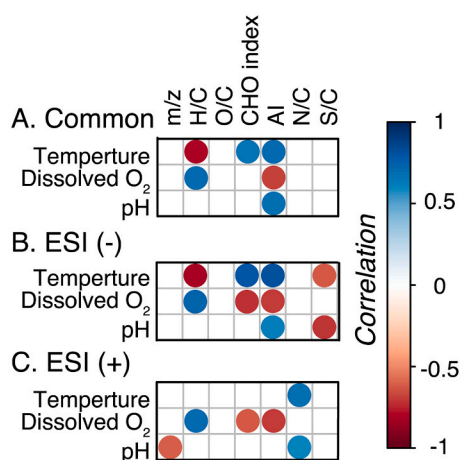 m/z
H/C
O/C
CHO index
AI
N/C
S/C
A. Common
Temperture
Dissolved O2
pH
B. ESI (-)
Temperture
Dissolved O2
pH
C. ESI (+)
Temperture
Dissolved O2
pH
1
0.5
0
-0.5
-1
Correlation